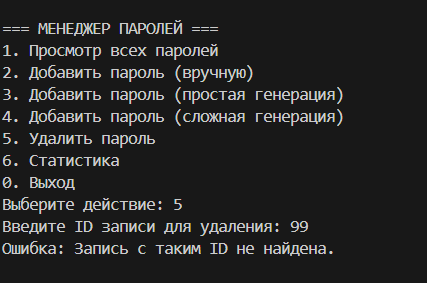 === МЕНЕДЖЕР ПАРОЛЕЙ ===
1. Просмотр всех паролей
2. Добавить пароль (вручную)
3. Добавить пароль (простая генерация)
4. Добавить пароль (сложная генерация)
5. Удалить пароль
6. Статистика
0. Выход
Выберите действие: 5
Введите ID записи для удаления: 99
Ошибка: Запись с таким ID не найдена.